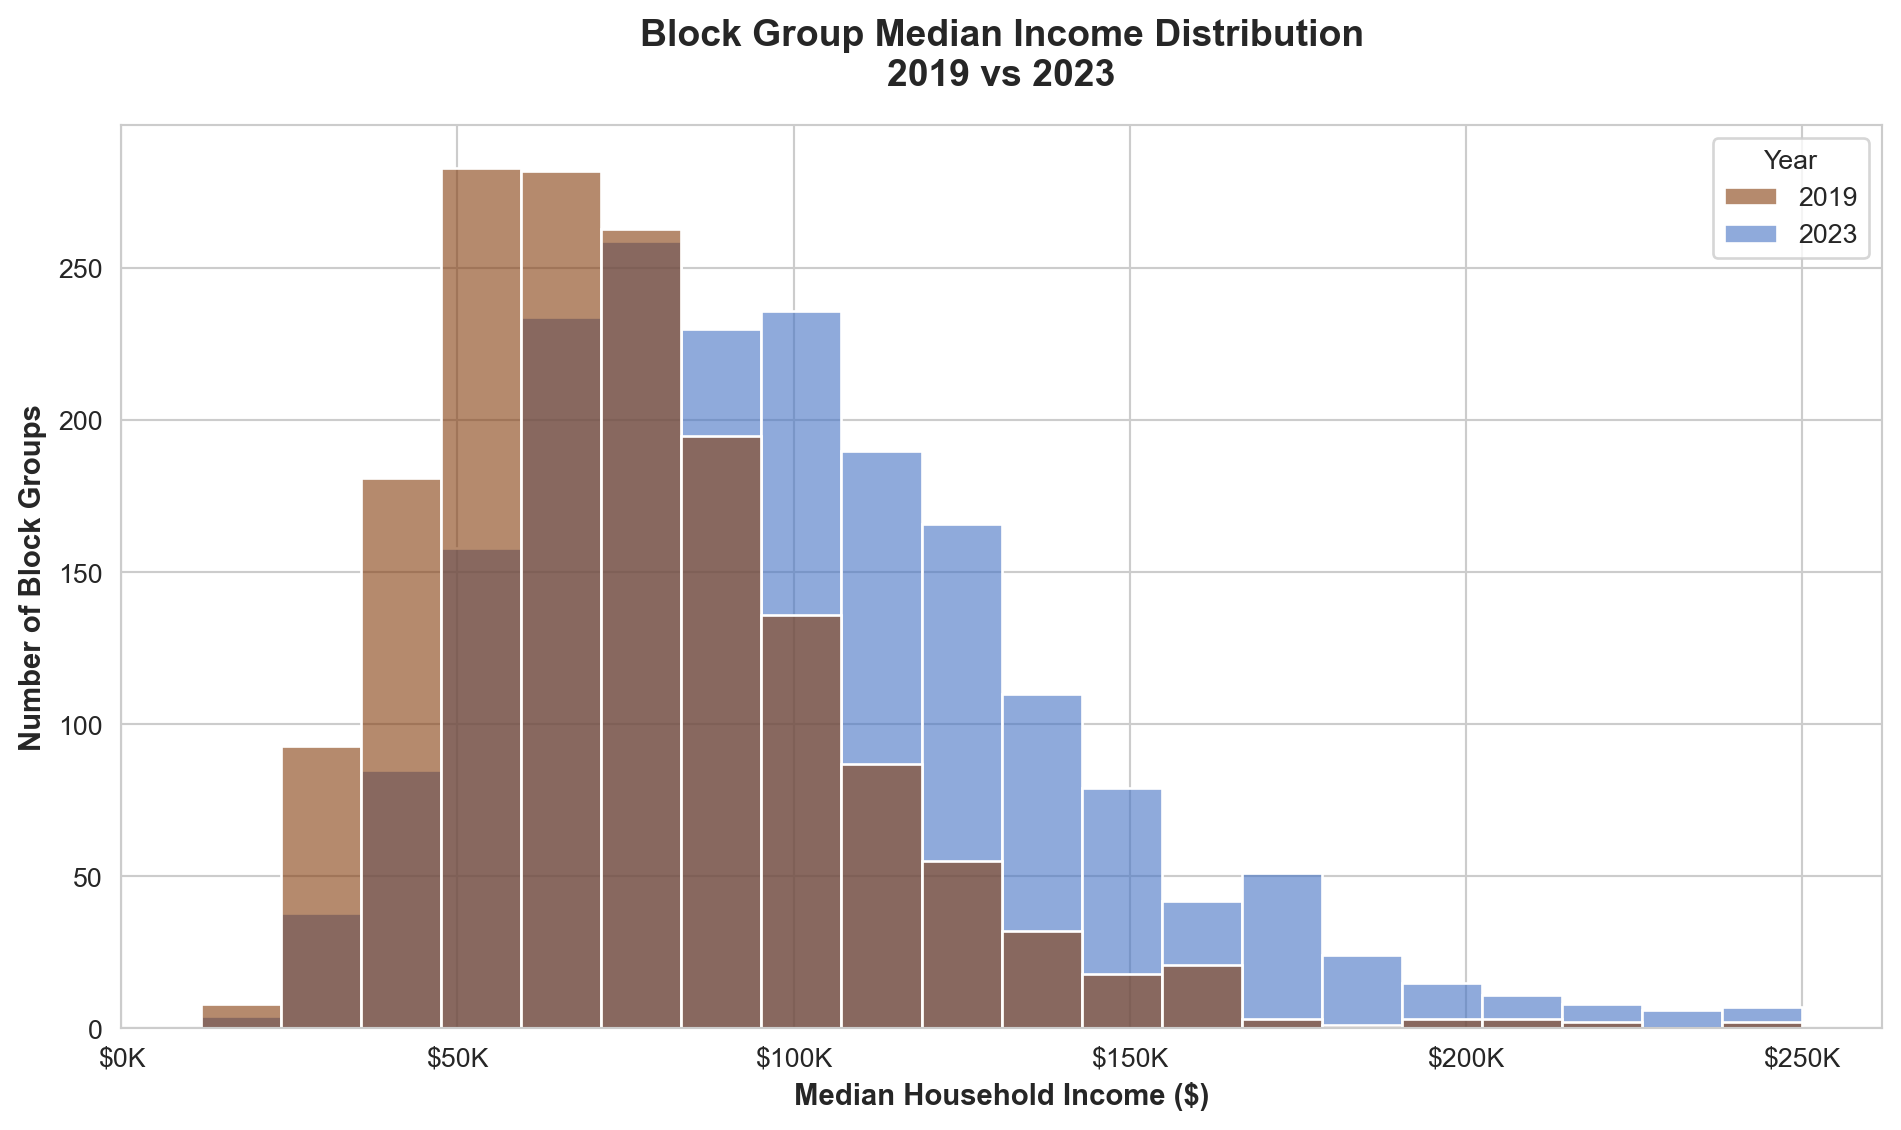 Block Group Median Income Distribution
2019 vs 2023
Year
2019
2023
Number of Block Groups
250
200
150
100
50
0
$0K
$50K
$100K
$150K
$200K
$250K
Median Household Income ($)